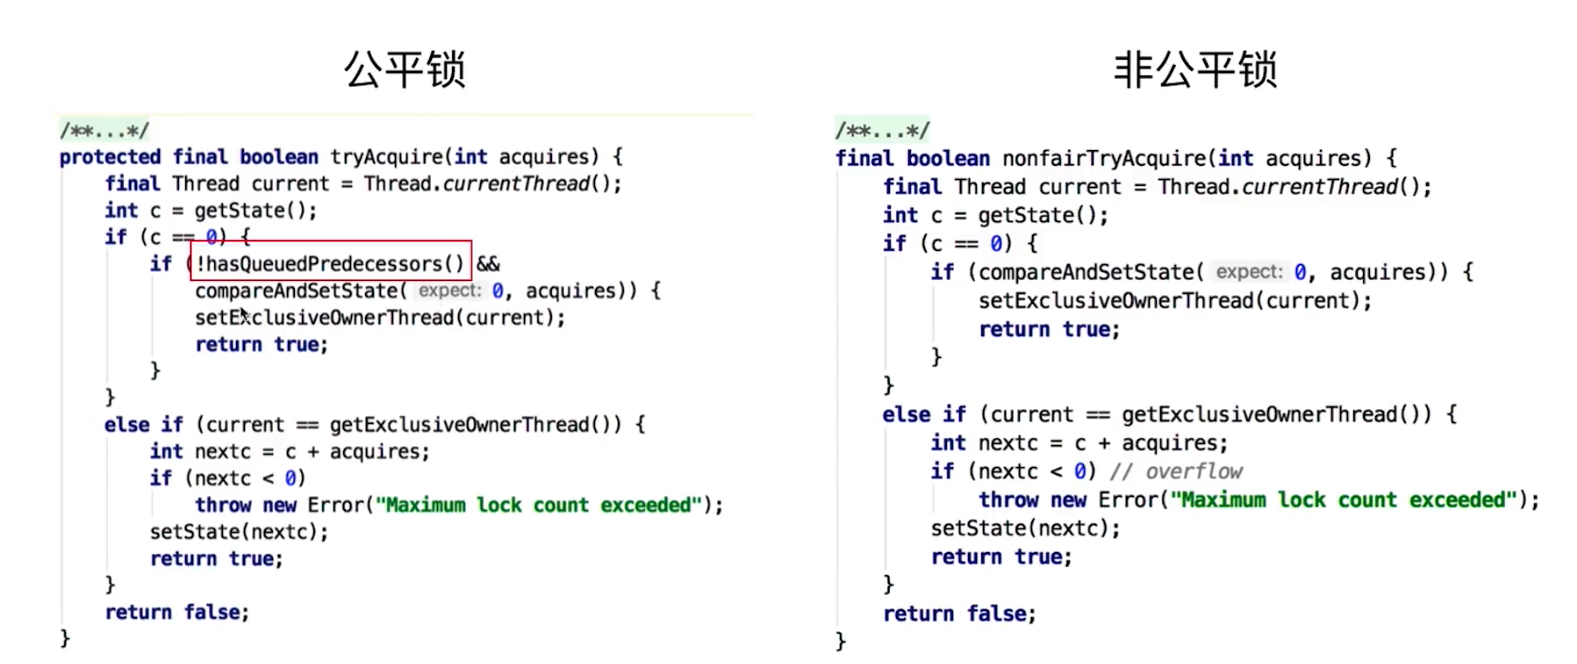 公平锁
/**...*/
protected final boolean tryAcquire(int acquires) {
final Thread current = Thread.currentThread();
int c = getState();
if (c == 0) {
if (!hasQueuedPredecessors() &&
compareAndSetState( expect: 0, acquires)) {
setExclusiveOwnerThread(current);
return true;
}
}
else if (current == getExclusiveOwnerThread()) {
int nextc = c + acquires;
if (nextc < 0)
throw new Error("Maximum lock count exceeded");
setState(nextc);
return true;
}
return false;
}
非公平锁
/**...*/
final boolean nonfairTryAcquire(int acquires) {
final Thread current = Thread.currentThread();
int c = getState();
if (c == 0) {
if (compareAndSetState( expect: 0, acquires)) {
setExclusiveOwnerThread(current);
return true;
}
}
else if (current == getExclusiveOwnerThread()) {
int nextc = c + acquires;
if (nextc < 0) // overflow
throw new Error("Maximum lock count exceeded");
setState(nextc);
return true;
}
return false;
}